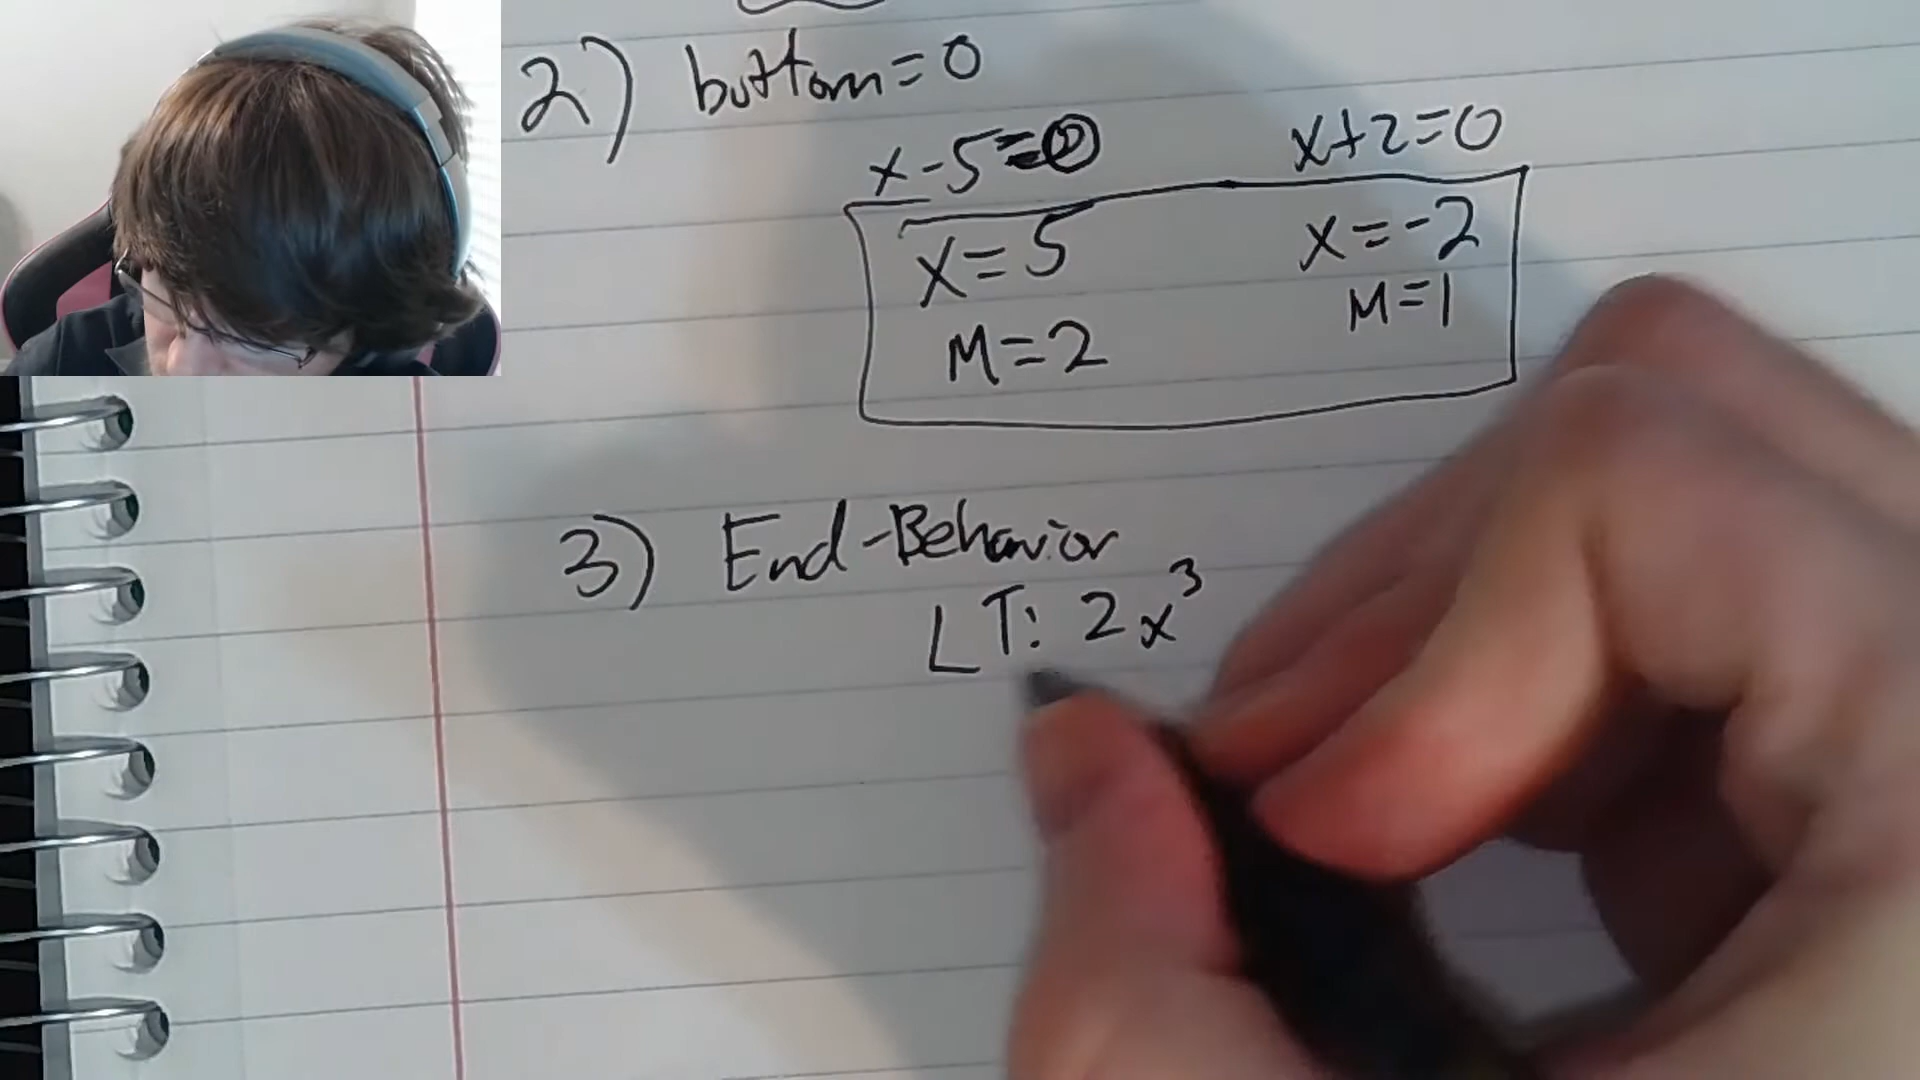 2) bottom=0
x-5=0 x+2=0
x=5 x=-2
M=2 M=1
3) End-Behavior
LT: 2x³